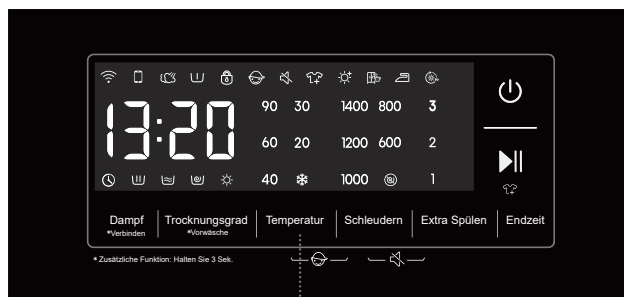 90 30 1400 800 3
13:20
60 20 1200 600 2
40 1000 1
Dampf Trocknungsgrad Temperatur Schleudern Extra Spülen Endzeit
*Verbinden *Vorwäsche
* Zusätzliche Funktion: Halten Sie 3 Sek.